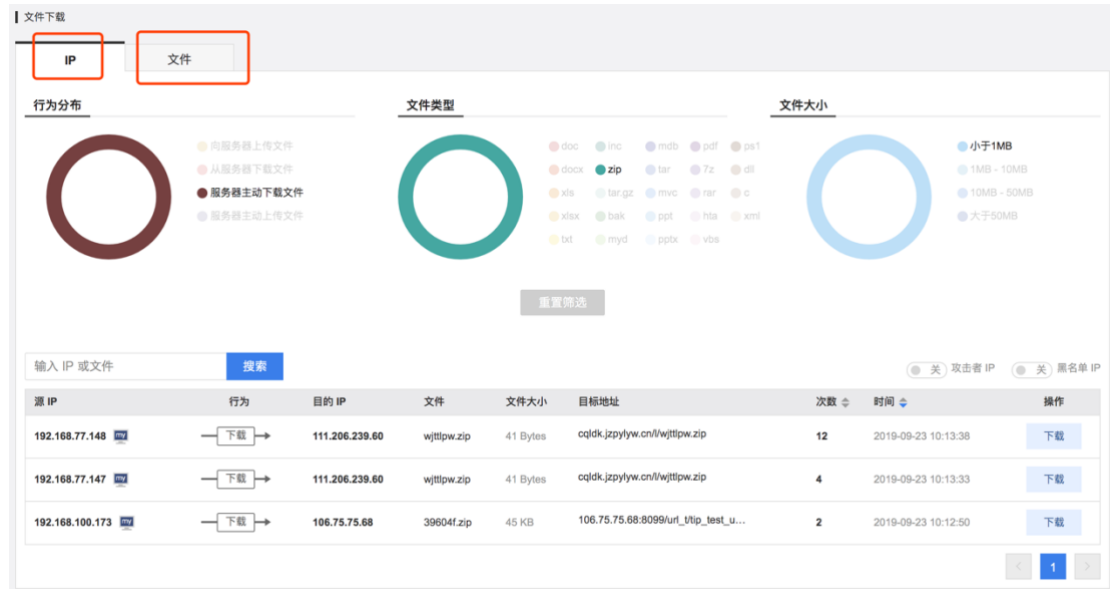 文件下载
IP 文件
行为分布 文件类型 文件大小
向服务器上传文件 doc inc mdb pdf ps1 小于1MB
从服务器下载文件 docx zip tar 7z dll 1MB - 10MB
服务器主动下载文件 xls tar.gz mvc rar c 10MB - 50MB
服务器主动上传文件 xlsx bak ppt hta xml 大于50MB
txt myd pptx vbs
重置筛选
输入 IP 或文件 搜索 关 攻击者 IP 关 黑名单 IP
源 IP 行为 目的 IP 文件 文件大小 目标地址 次数 时间 操作
192.168.77.148 my 下载 111.206.239.60 wjttlpw.zip 41 Bytes cqldk.jzpylyw.cn/l/wjttlpw.zip 12 2019-09-23 10:13:38 下载
192.168.77.147 my 下载 111.206.239.60 wjttlpw.zip 41 Bytes cqldk.jzpylyw.cn/l/wjttlpw.zip 4 2019-09-23 10:13:33 下载
192.168.100.173 my 下载 106.75.75.68 39604f.zip 45 KB 106.75.75.68:8099/url_t/tip_test_u... 2 2019-09-23 10:12:50 下载
< 1 >